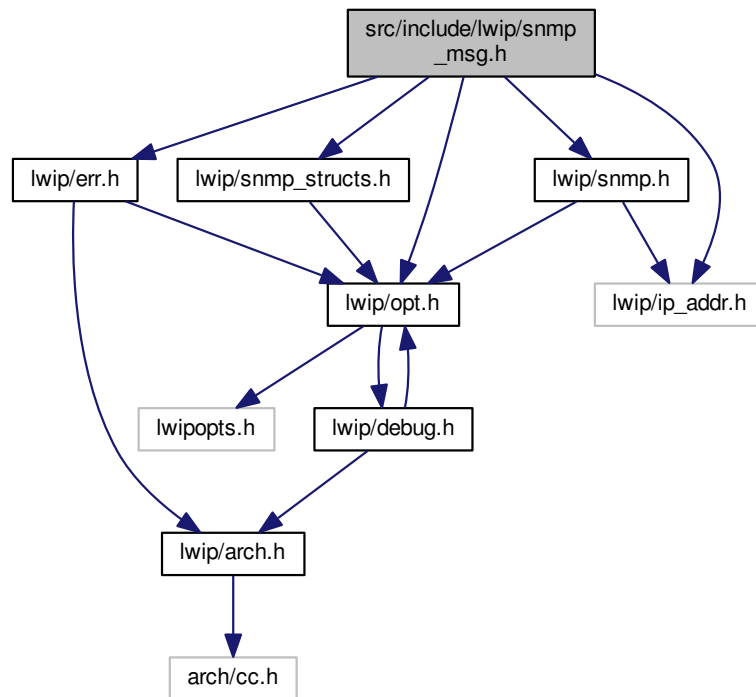 src/include/lwip/snmp
_msg.h
lwip/err.h
lwip/snmp_structs.h
lwip/snmp.h
lwip/opt.h
lwip/ip_addr.h
lwipopts.h
lwip/debug.h
lwip/arch.h
arch/cc.h